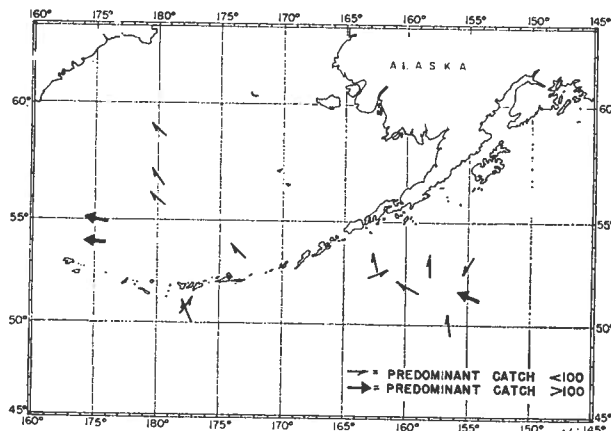 160° 175° 180° 175° 170° 165° 160° 155° 150° 145°
ALASKA
60° 60°
55° 55°
50° 50°
= PREDOMINANT CATCH <100
= PREDOMINANT CATCH >100
45° 45°
160° 175° 180° 175° 170° 165° 160° 155° 150° 145°